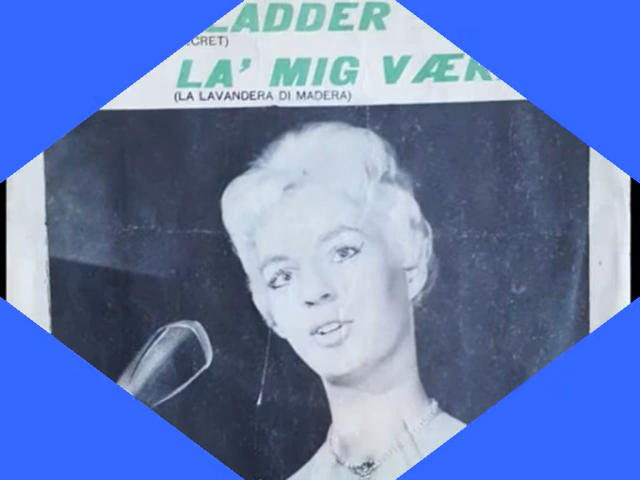 LADDER
CRET)
LA' MIG VÆR
(LA LAVANDERA DI MADERA)